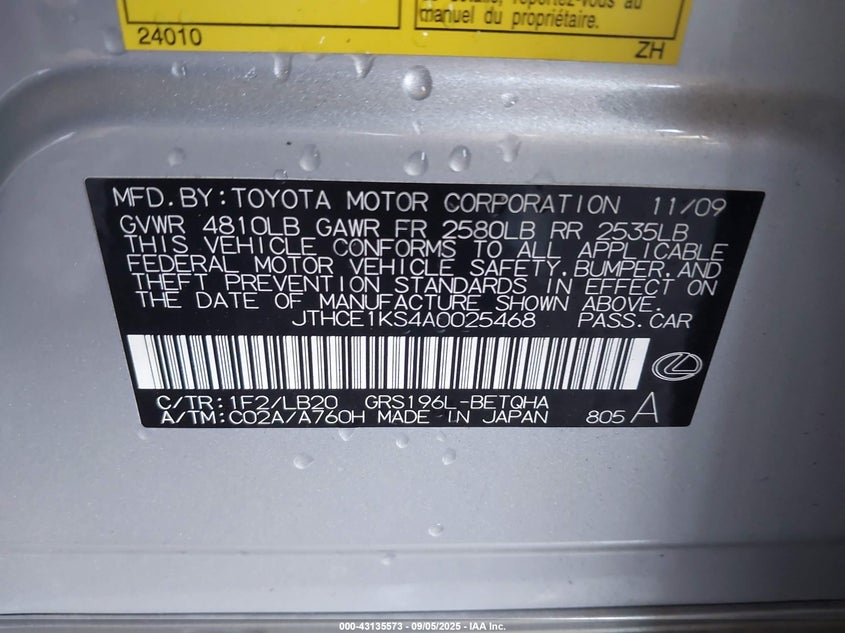 manuel du propriétaire.
24010
ZH
MFD.BY:TOYOTA MOTOR CORPORATION 11/09
GVWR 4810LB GAWR FR 2580LB RR 2535LB
THIS VEHICLE CONFORMS TO ALL APPLICABLE
FEDERAL MOTOR VEHICLE SAFETY.BUMPER.AND
THEFT PREVENTION STANDARDS IN EFFECT ON
THE DATE OF MANUFACTURE SHOWN ABOVE.
JTHCE1KS4A0025468 PASS.CAR
C/TR:1F2/LB20 GRS196L-BETQHA
A/TM:C02A/A760H MADE IN JAPAN 805 A
000-43135573 - 09/05/2025 - IAA Inc.